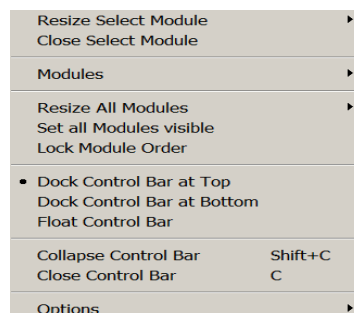 Resize Select Module
Close Select Module
Modules
Resize All Modules
Set all Modules visible
Lock Module Order
Dock Control Bar at Top
Dock Control Bar at Bottom
Float Control Bar
Collapse Control Bar Shift+C
Close Control Bar C
Options